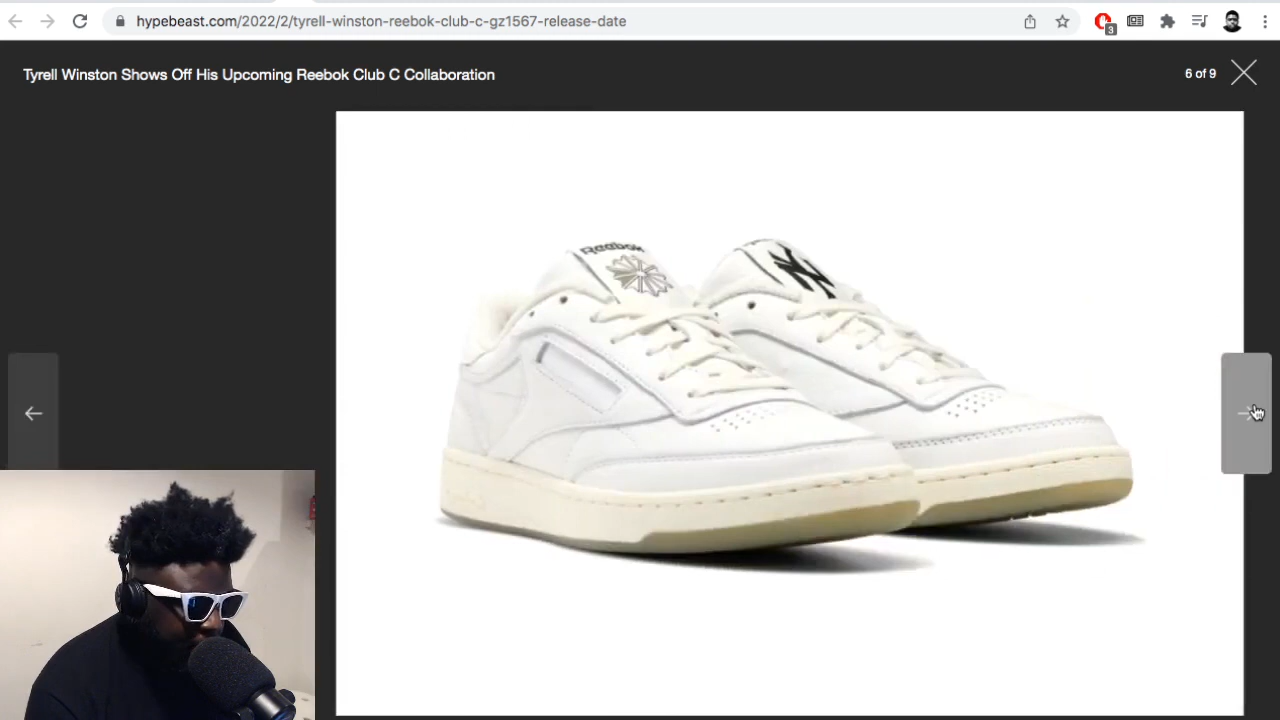 hypebeast.com/2022/2/tyrell-winston-reebok-club-c-gz1567-release-date
3
Tyrell Winston Shows Off His Upcoming Reebok Club C Collaboration
6 of 9
Reebok